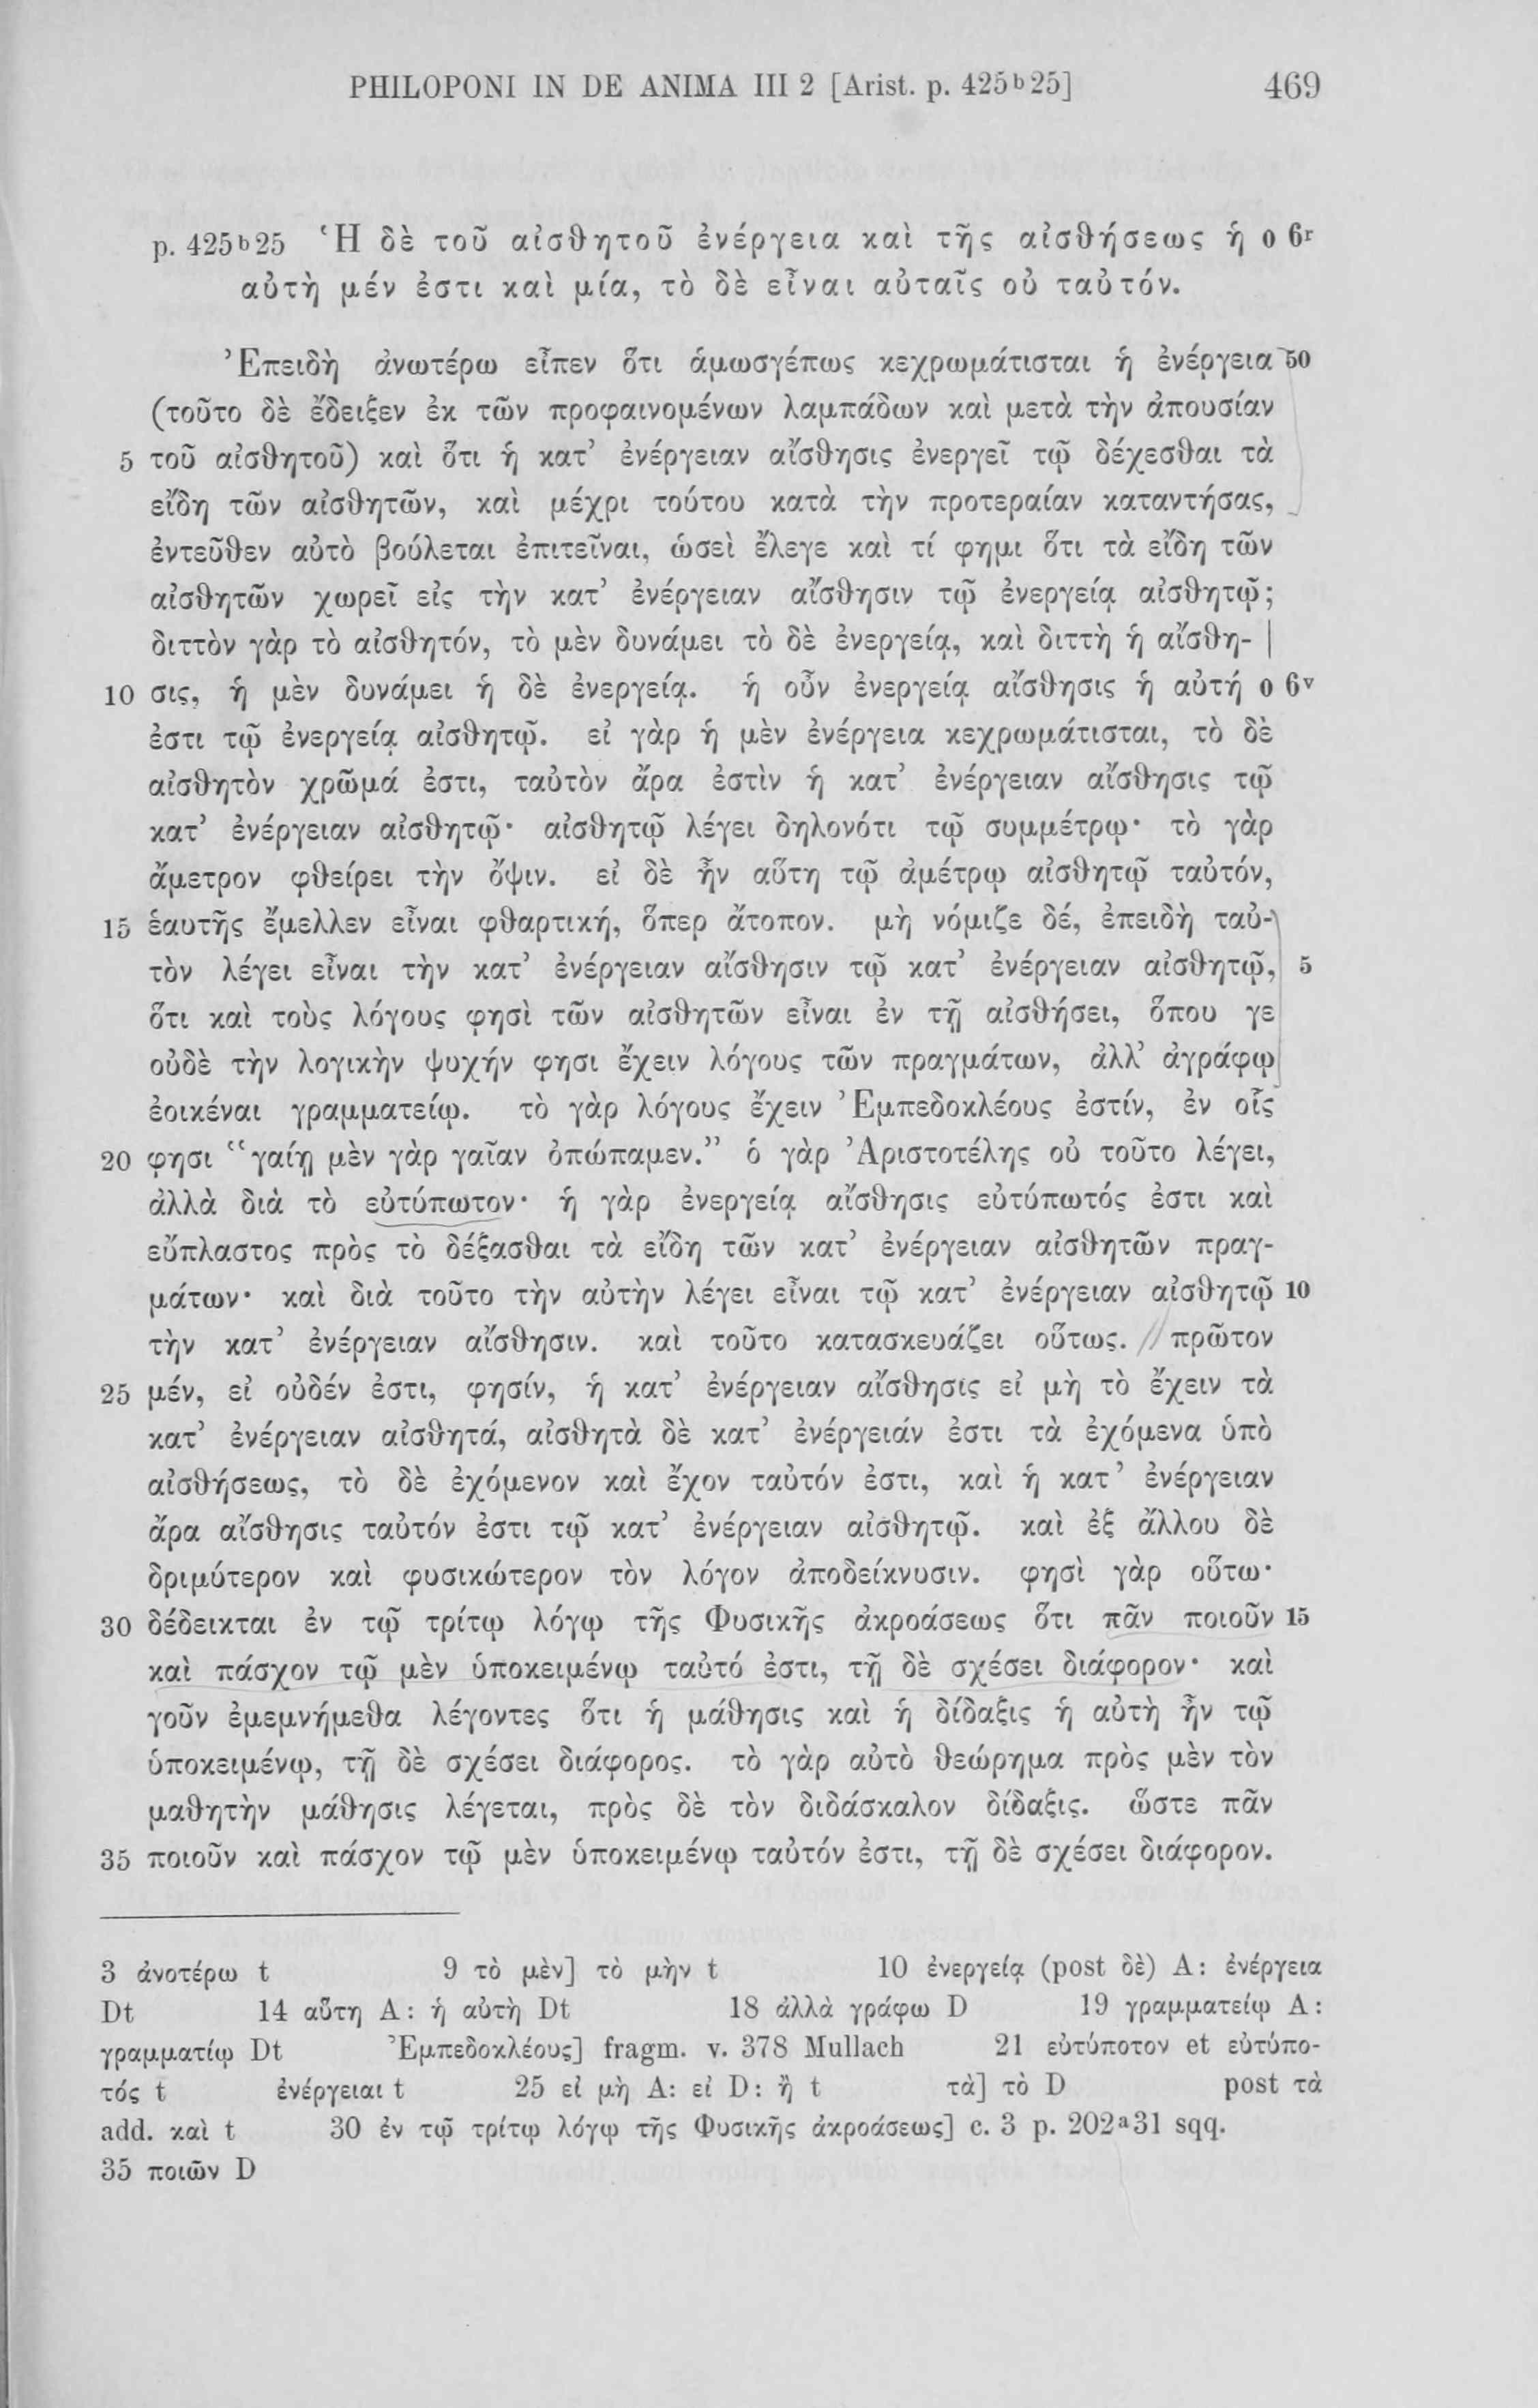 PHILOPONI IN DE ANIMA III 2 [Arist. p. 425ᵇ25] 469
p. 425ᵇ25 Ἡ δὲ τοῦ αἰσθητοῦ ἐνέργεια καὶ τῆς αἰσθήσεως ἡ o 6ʳ
αὐτὴ μέν ἐστι καὶ μία, τὸ δὲ εἶναι αὐταῖς οὐ ταὐτόν.
Ἐπειδὴ ἀνωτέρω εἶπεν ὅτι ἁμωσγέπως κεχρωμάτισται ἡ ἐνέργεια 50
(τοῦτο δὲ ἔδειξεν ἐκ τῶν προφαινομένων λαμπάδων καὶ μετὰ τὴν ἀπουσίαν
5 τοῦ αἰσθητοῦ) καὶ ὅτι ἡ κατ’ ἐνέργειαν αἴσθησις ἐνεργεῖ τῷ δέχεσθαι τὰ
εἴδη τῶν αἰσθητῶν, καὶ μέχρι τούτου κατὰ τὴν προτεραίαν καταντήσας,
ἐντεῦθεν αὐτὸ βούλεται ἐπιτεῖναι, ὡσεὶ ἔλεγε καὶ τί φημι ὅτι τὰ εἴδη τῶν
αἰσθητῶν χωρεῖ εἰς τὴν κατ’ ἐνέργειαν αἴσθησιν τῷ ἐνεργείᾳ αἰσθητῷ;
διττὸν γὰρ τὸ αἰσθητόν, τὸ μὲν δυνάμει τὸ δὲ ἐνεργείᾳ, καὶ διττὴ ἡ αἴσθη- |
10 σις, ἡ μὲν δυνάμει ἡ δὲ ἐνεργείᾳ. ἡ οὖν ἐνεργείᾳ αἴσθησις ἡ αὐτή o 6ᵛ
ἐστι τῷ ἐνεργείᾳ αἰσθητῷ. εἰ γὰρ ἡ μὲν ἐνέργεια κεχρωμάτισται, τὸ δὲ
αἰσθητὸν χρῶμά ἐστι, ταὐτὸν ἄρα ἐστὶν ἡ κατ’ ἐνέργειαν αἴσθησις τῷ
κατ’ ἐνέργειαν αἰσθητῷ· αἰσθητῷ λέγει δηλονότι τῷ συμμέτρῳ· τὸ γὰρ
ἄμετρον φθείρει τὴν ὄψιν. εἰ δὲ ἦν αὕτη τῷ ἀμέτρῳ αἰσθητῷ ταὐτόν,
15 ἑαυτῆς ἔμελλεν εἶναι φθαρτική, ὅπερ ἄτοπον. μὴ νόμιζε δέ, ἐπειδὴ ταὐ-
τὸν λέγει εἶναι τὴν κατ’ ἐνέργειαν αἴσθησιν τῷ κατ’ ἐνέργειαν αἰσθητῷ, 5
ὅτι καὶ τοὺς λόγους φησὶ τῶν αἰσθητῶν εἶναι ἐν τῇ αἰσθήσει, ὅπου γε
οὐδὲ τὴν λογικὴν ψυχήν φησι ἔχειν λόγους τῶν πραγμάτων, ἀλλ’ ἀγράφῳ
ἐοικέναι γραμματείῳ. τὸ γὰρ λόγους ἔχειν Ἐμπεδοκλέους ἐστίν, ἐν οἷς
20 φησι “γαίῃ μὲν γὰρ γαῖαν ὀπώπαμεν.” ὁ γὰρ Ἀριστοτέλης οὐ τοῦτο λέγει,
ἀλλὰ διὰ τὸ εὐτύπωτον· ἡ γὰρ ἐνεργείᾳ αἴσθησις εὐτύπωτός ἐστι καὶ
εὔπλαστος πρὸς τὸ δέξασθαι τὰ εἴδη τῶν κατ’ ἐνέργειαν αἰσθητῶν πραγ-
μάτων· καὶ διὰ τοῦτο τὴν αὐτὴν λέγει εἶναι τῷ κατ’ ἐνέργειαν αἰσθητῷ 10
τὴν κατ’ ἐνέργειαν αἴσθησιν. καὶ τοῦτο κατασκευάζει οὕτως. // πρῶτον
25 μέν, εἰ οὐδέν ἐστι, φησίν, ἡ κατ’ ἐνέργειαν αἴσθησις εἰ μὴ τὸ ἔχειν τὰ
κατ’ ἐνέργειαν αἰσθητά, αἰσθητὰ δὲ κατ’ ἐνέργειάν ἐστι τὰ ἐχόμενα ὑπὸ
αἰσθήσεως, τὸ δὲ ἐχόμενον καὶ ἔχον ταὐτόν ἐστι, καὶ ἡ κατ’ ἐνέργειαν
ἄρα αἴσθησις ταὐτόν ἐστι τῷ κατ’ ἐνέργειαν αἰσθητῷ. καὶ ἐξ ἄλλου δὲ
δριμύτερον καὶ φυσικώτερον τὸν λόγον ἀποδείκνυσιν. φησὶ γὰρ οὕτω·
30 δέδεικται ἐν τῷ τρίτῳ λόγῳ τῆς Φυσικῆς ἀκροάσεως ὅτι πᾶν ποιοῦν 15
καὶ πάσχον τῷ μὲν ὑποκειμένῳ ταὐτό ἐστι, τῇ δὲ σχέσει διάφορον· καὶ
γοῦν ἐμεμνήμεθα λέγοντες ὅτι ἡ μάθησις καὶ ἡ δίδαξις ἡ αὐτὴ ἦν τῷ
ὑποκειμένῳ, τῇ δὲ σχέσει διάφορος. τὸ γὰρ αὐτὸ θεώρημα πρὸς μὲν τὸν
μαθητὴν μάθησις λέγεται, πρὸς δὲ τὸν διδάσκαλον δίδαξις. ὥστε πᾶν
35 ποιοῦν καὶ πάσχον τῷ μὲν ὑποκειμένῳ ταὐτόν ἐστι, τῇ δὲ σχέσει διάφορον.
3 ἀνοτέρω t 9 τὸ μὲν] τὸ μὴν t 10 ἐνεργείᾳ (post δὲ) A: ἐνέργεια
Dt 14 αὕτη A: ἡ αὐτὴ Dt 18 ἀλλὰ γράφω D 19 γραμματείῳ A:
γραμματίῳ Dt Ἐμπεδοκλέους] fragm. v. 378 Mullach 21 εὐτύποτον et εὐτύπο-
τός t ἐνέργειαι t 25 εἰ μὴ A: εἰ D: ἢ t τὰ] τὸ D post τὰ
add. καὶ t 30 ἐν τῷ τρίτῳ λόγῳ τῆς Φυσικῆς ἀκροάσεως] c. 3 p. 202ᵃ31 sqq.
35 ποιῶν D